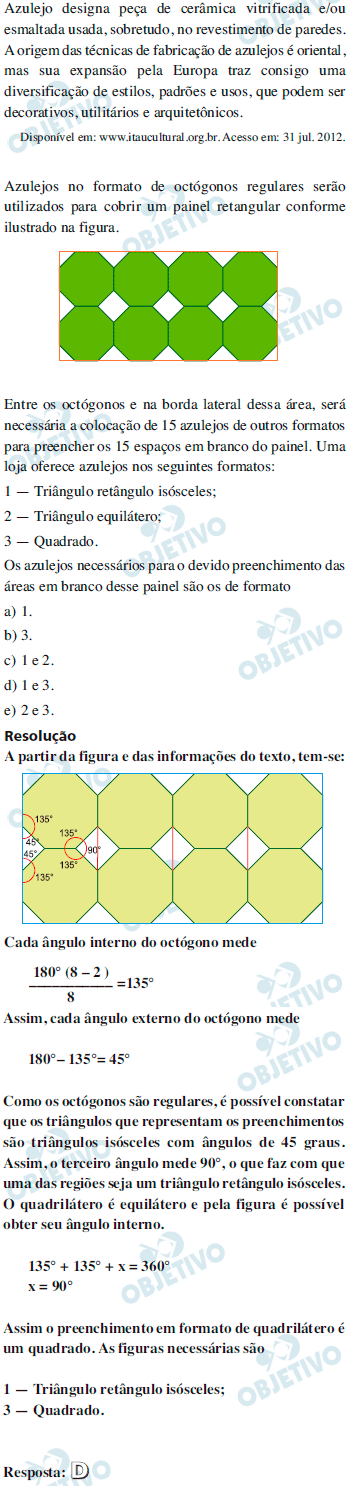 Azulejo designa peça de cerâmica vitrificada e/ou
esmaltada usada, sobretudo, no revestimento de paredes.
A origem das técnicas de fabricação de azulejos é oriental,
mas sua expansão pela Europa traz consigo uma
diversificação de estilos, padrões e usos, que podem ser
decorativos, utilitários e arquitetônicos.
Disponível em: www.itaucultural.org.br. Acesso em: 31 jul. 2012.
Azulejos no formato de octógonos regulares serão
utilizados para cobrir um painel retangular conforme
ilustrado na figura.
Entre os octógonos e na borda lateral dessa área, será
necessária a colocação de 15 azulejos de outros formatos
para preencher os 15 espaços em branco do painel. Uma
loja oferece azulejos nos seguintes formatos:
1 — Triângulo retângulo isósceles;
2 — Triângulo equilátero;
3 — Quadrado.
Os azulejos necessários para o devido preenchimento das
áreas em branco desse painel são os de formato
a) 1.
b) 3.
c) 1 e 2.
d) 1 e 3.
e) 2 e 3.
Resolução
A partir da figura e das informações do texto, tem-se:
135°
45°
135°
90°
45°
135°
135°
Cada ângulo interno do octógono mede
180° (8 – 2 )
8
=135°
Assim, cada ângulo externo do octógono mede
180°– 135°= 45°
Como os octógonos são regulares, é possível constatar
que os triângulos que representam os preenchimentos
são triângulos isósceles com ângulos de 45 graus.
Assim, o terceiro ângulo mede 90°, o que faz com que
uma das regiões seja um triângulo retângulo isósceles.
O quadrilátero é equilátero e pela figura é possível
obter seu ângulo interno.
135° + 135° + x = 360°
x = 90°
Assim o preenchimento em formato de quadrilátero é
um quadrado. As figuras necessárias são
1 — Triângulo retângulo isósceles;
3 — Quadrado.
Resposta: D
OBJETIVO